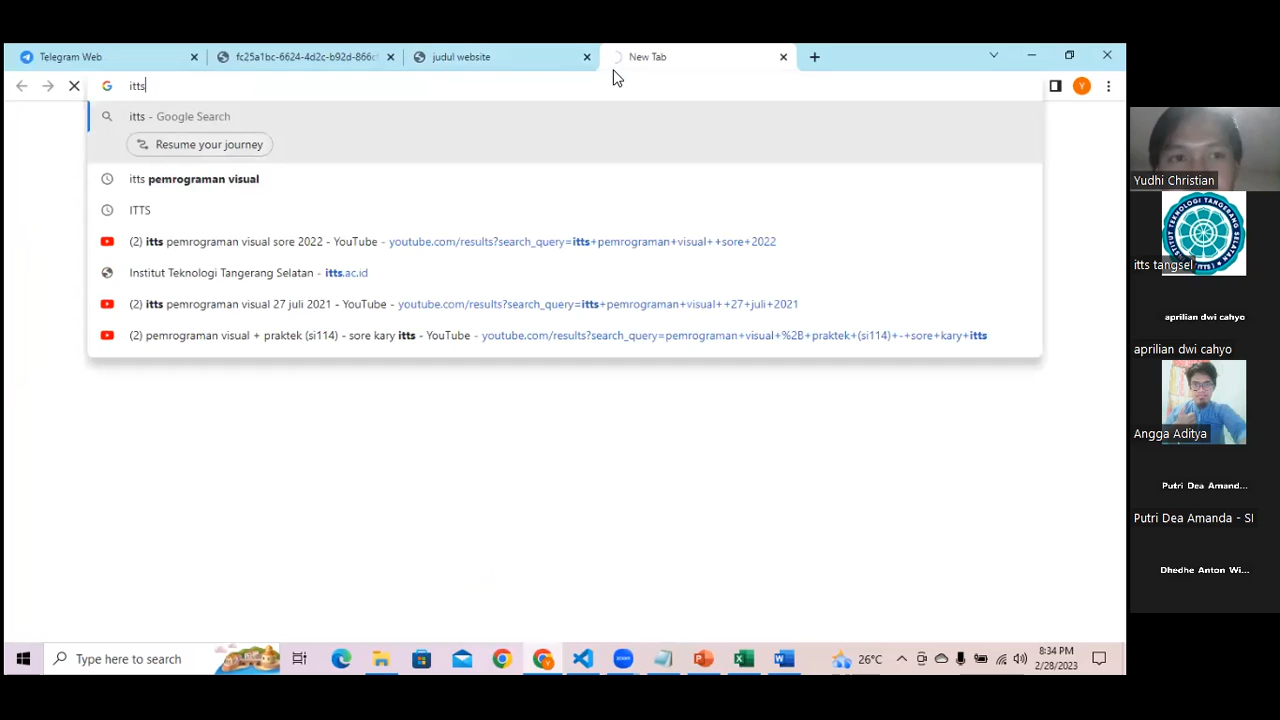 Telegram Web
fc25a1bc-6624-4d2c-b92d-866c
judul website
New Tab
itts
itts - Google Search
Resume your journey
itts pemrograman visual
ITTS
(2) itts pemrograman visual sore 2022 - YouTube - youtube.com/results?search_query=itts+pemrograman+visual++sore+2022
Institut Teknologi Tangerang Selatan - itts.ac.id
(2) itts pemrograman visual 27 juli 2021 - YouTube - youtube.com/results?search_query=itts+pemrograman+visual++27+juli+2021
(2) pemrograman visual + praktek (si114) - sore kary itts - YouTube - youtube.com/results?search_query=pemrograman+visual+%2B+praktek+(si114)+-+sore+kary+itts
Y
Yudhi Christian
INSTITUT TEKNOLOGI TANGERANG SELATAN
itts tangsel
aprilian dwi cahyo
aprilian dwi cahyo
Angga Aditya
Putri Dea Amand...
Putri Dea Amanda - SI
Dhedhe Anton Wi...
Type here to search
zoom
26°C
8:34 PM
2/28/2023